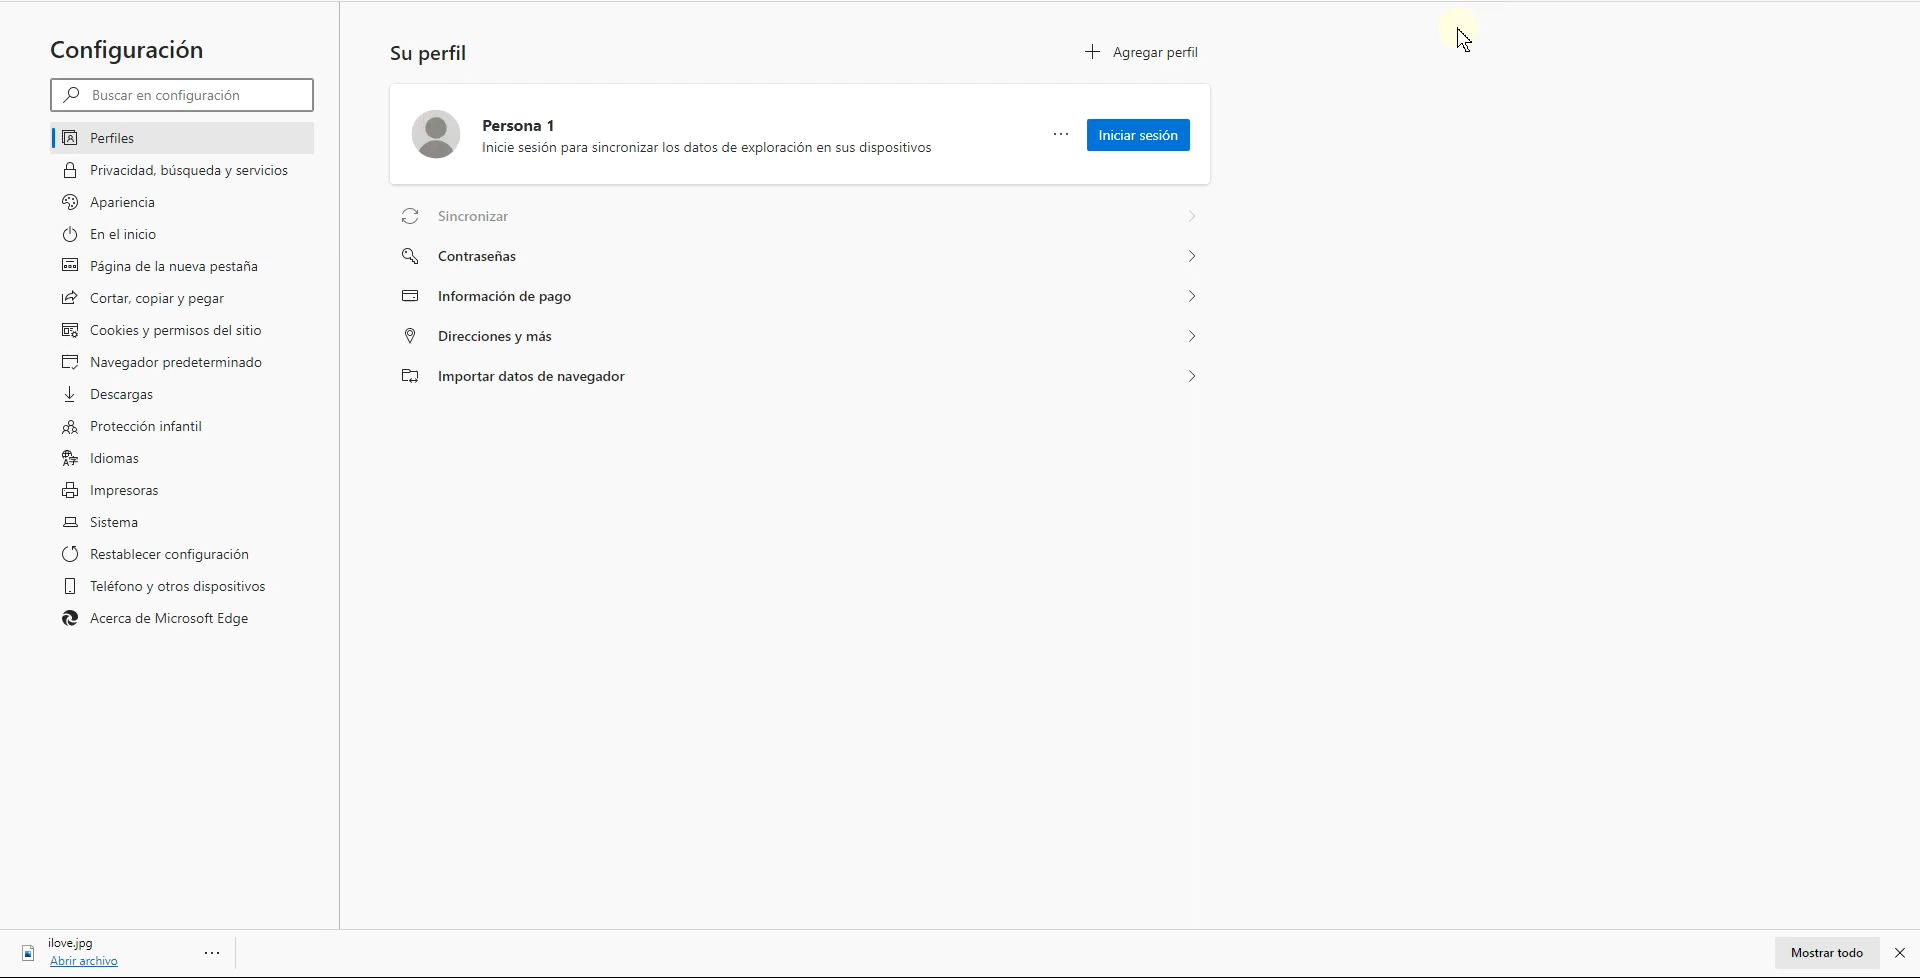 Configuración
Buscar en configuración
Perfiles
Privacidad, búsqueda y servicios
Apariencia
En el inicio
Página de la nueva pestaña
Cortar, copiar y pegar
Cookies y permisos del sitio
Navegador predeterminado
Descargas
Protección infantil
Idiomas
Impresoras
Sistema
Restablecer configuración
Teléfono y otros dispositivos
Acerca de Microsoft Edge
Su perfil
Agregar perfil
Persona 1
Inicie sesión para sincronizar los datos de exploración en sus dispositivos
Iniciar sesión
Sincronizar
Contraseñas
Información de pago
Direcciones y más
Importar datos de navegador
ilove.jpg
Abrir archivo
Mostrar todo